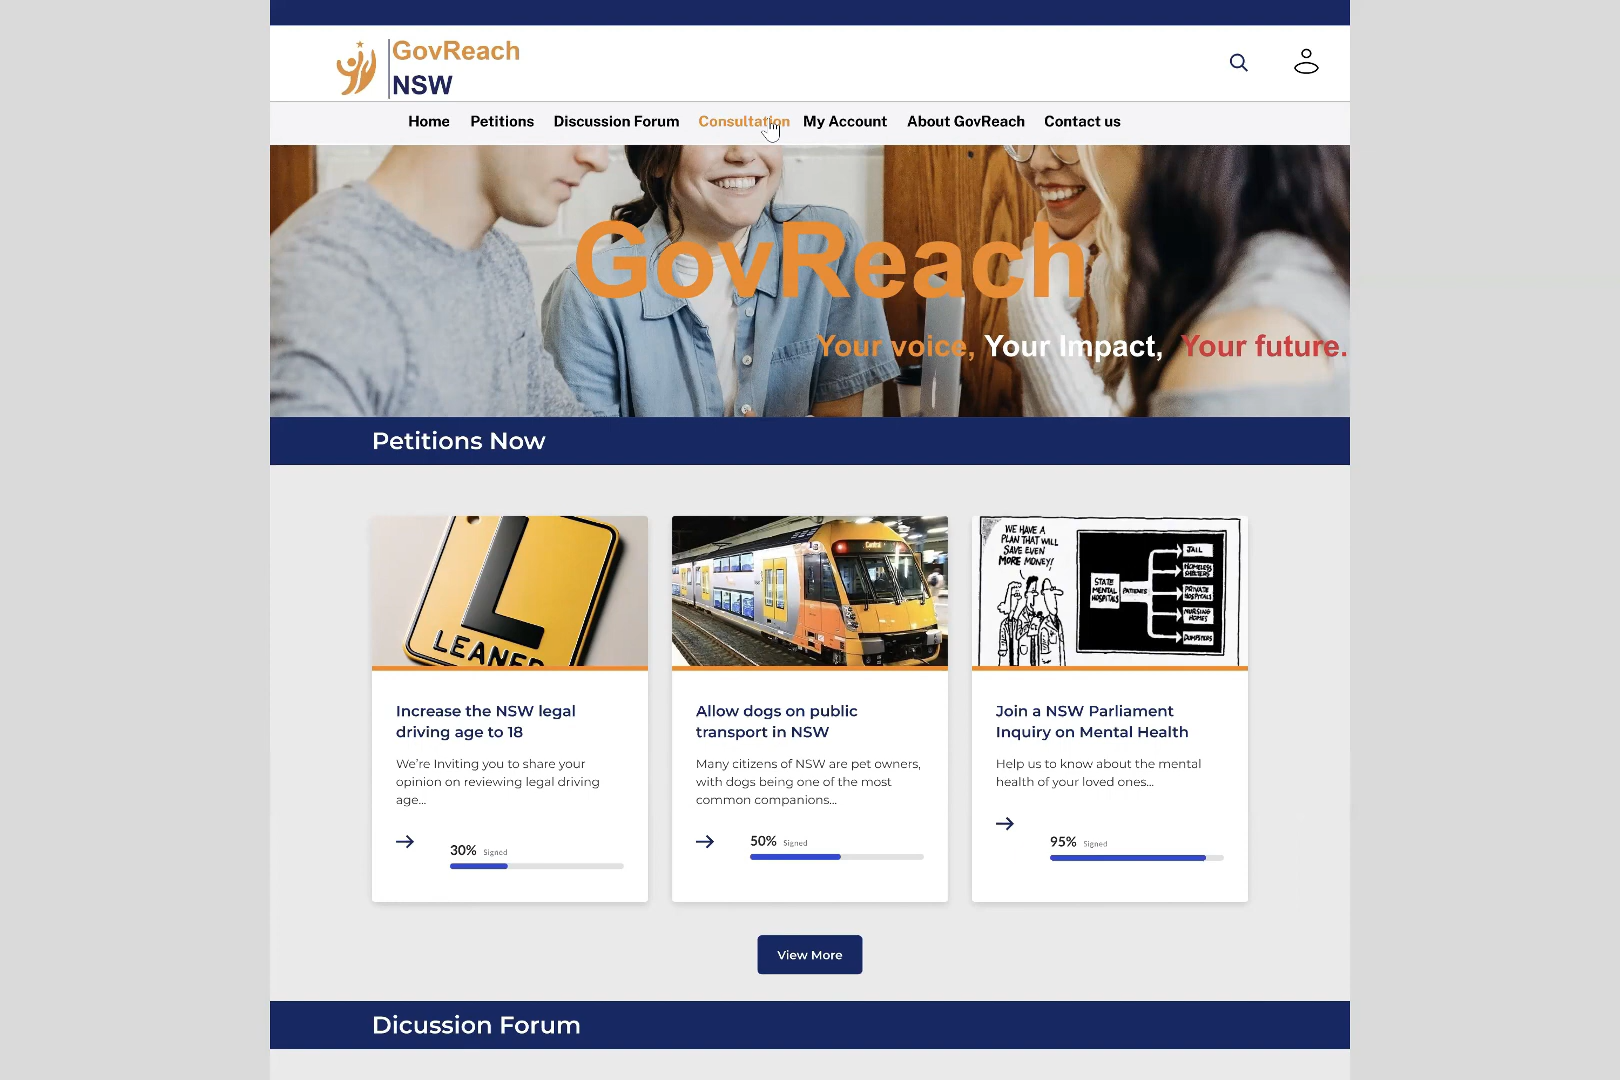 GovReach
NSW
Home Petitions Discussion Forum Consultation My Account About GovReach Contact us
GovReach
Your voice, Your Impact, Your future.
Petitions Now
L
LEANER
Central
WE HAVE A
PLAN THAT WILL
SAVE EVEN
MORE MONEY!
STATE
MENTAL
HOSPITALS
PATIENTS
JAIL
HOMELESS
SHELTERS
PRIVATE
HOSPITALS
NURSING
HOMES
DUMPSTERS
Increase the NSW legal
driving age to 18
We're Inviting you to share your
opinion on reviewing legal driving
age...
30% Signed
Allow dogs on public
transport in NSW
Many citizens of NSW are pet owners,
with dogs being one of the most
common companions...
50% Signed
Join a NSW Parliament
Inquiry on Mental Health
Help us to know about the mental
health of your loved ones...
95% Signed
View More
Dicussion Forum